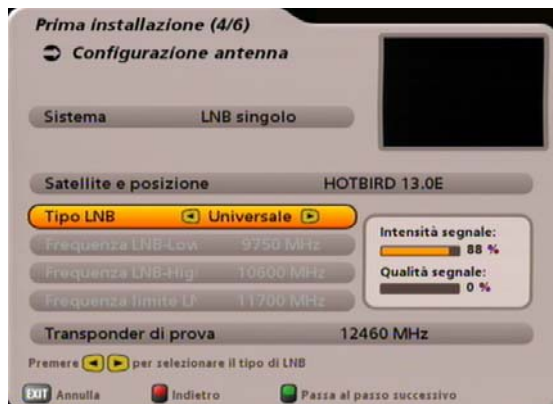 Prima installazione (4/6)
Configurazione antenna
Sistema LNB singolo
Satellite e posizione HOTBIRD 13.0E
Tipo LNB Universale
Frequenza LNB-Low 9750 MHz
Frequenza LNB-Hig 10600 MHz
Frequenza limite LN 11700 MHz
Intensità segnale:
88 %
Qualità segnale:
0 %
Transponder di prova 12460 MHz
Premere per selezionare il tipo di LNB
EXIT Annulla Indietro Passa al passo successivo